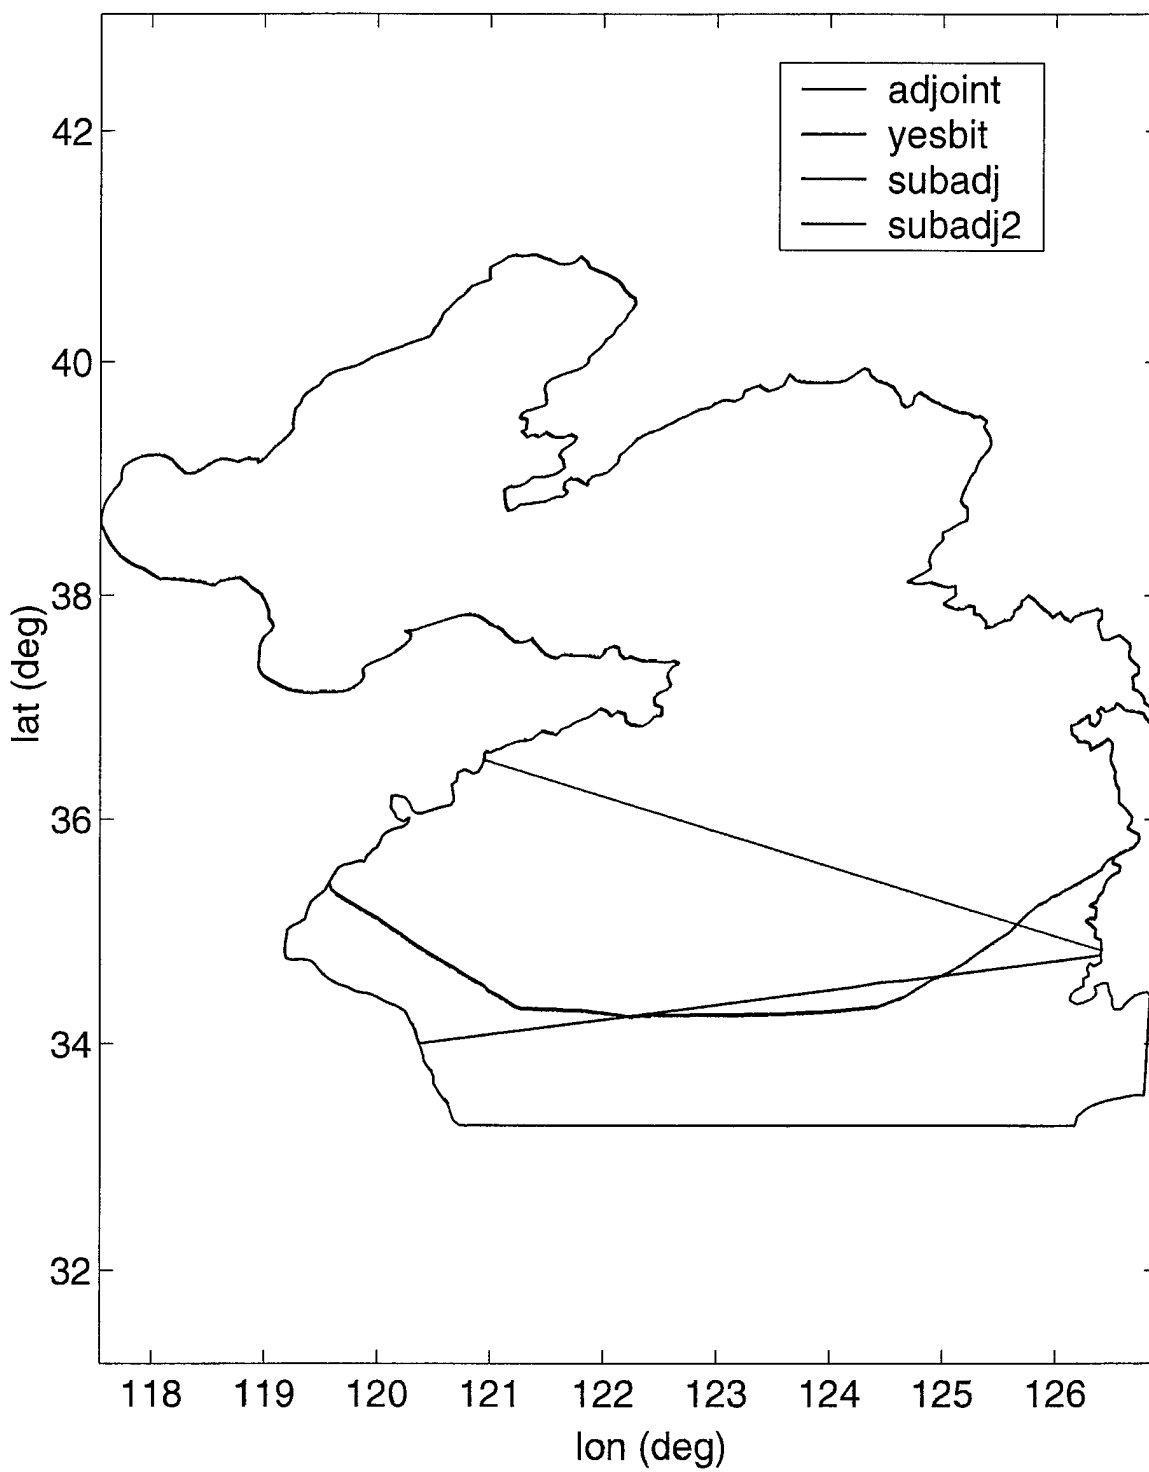 adjoint
yesbit
subadj
subadj2
42
40
38
36
34
32
lat (deg)
118 119 120 121 122 123 124 125 126
lon (deg)